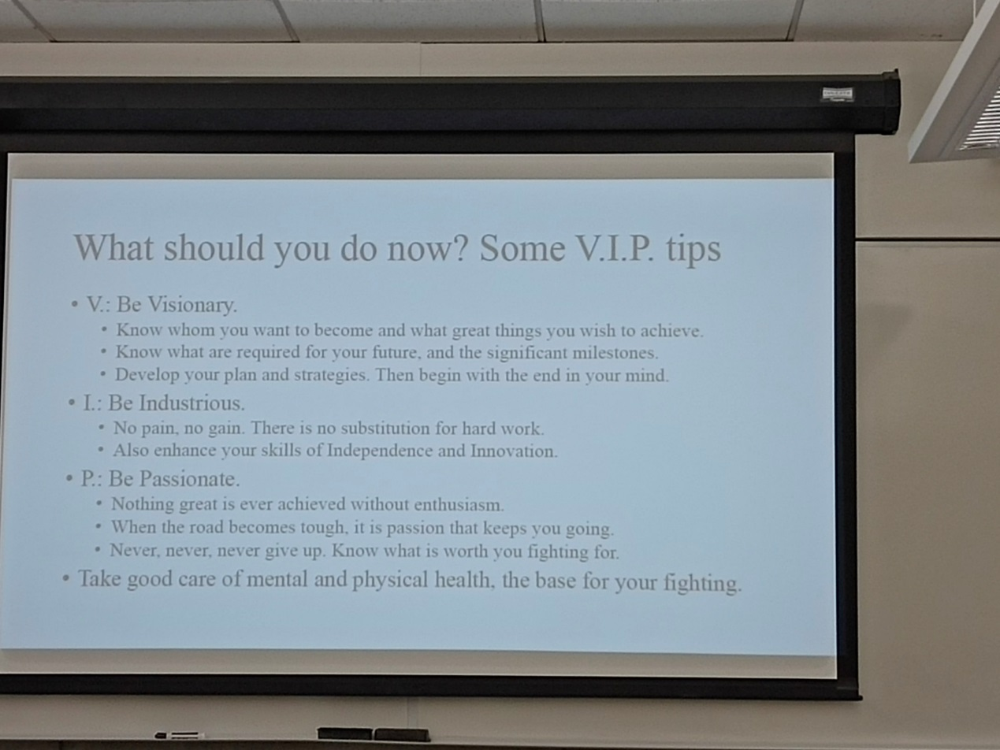 What should you do now? Some V.I.P. tips
• V.: Be Visionary.
• Know whom you want to become and what great things you wish to achieve.
• Know what are required for your future, and the significant milestones.
• Develop your plan and strategies. Then begin with the end in your mind.
• I.: Be Industrious.
• No pain, no gain. There is no substitution for hard work.
• Also enhance your skills of Independence and Innovation.
• P.: Be Passionate.
• Nothing great is ever achieved without enthusiasm.
• When the road becomes tough, it is passion that keeps you going.
• Never, never, never give up. Know what is worth you fighting for.
• Take good care of mental and physical health, the base for your fighting.